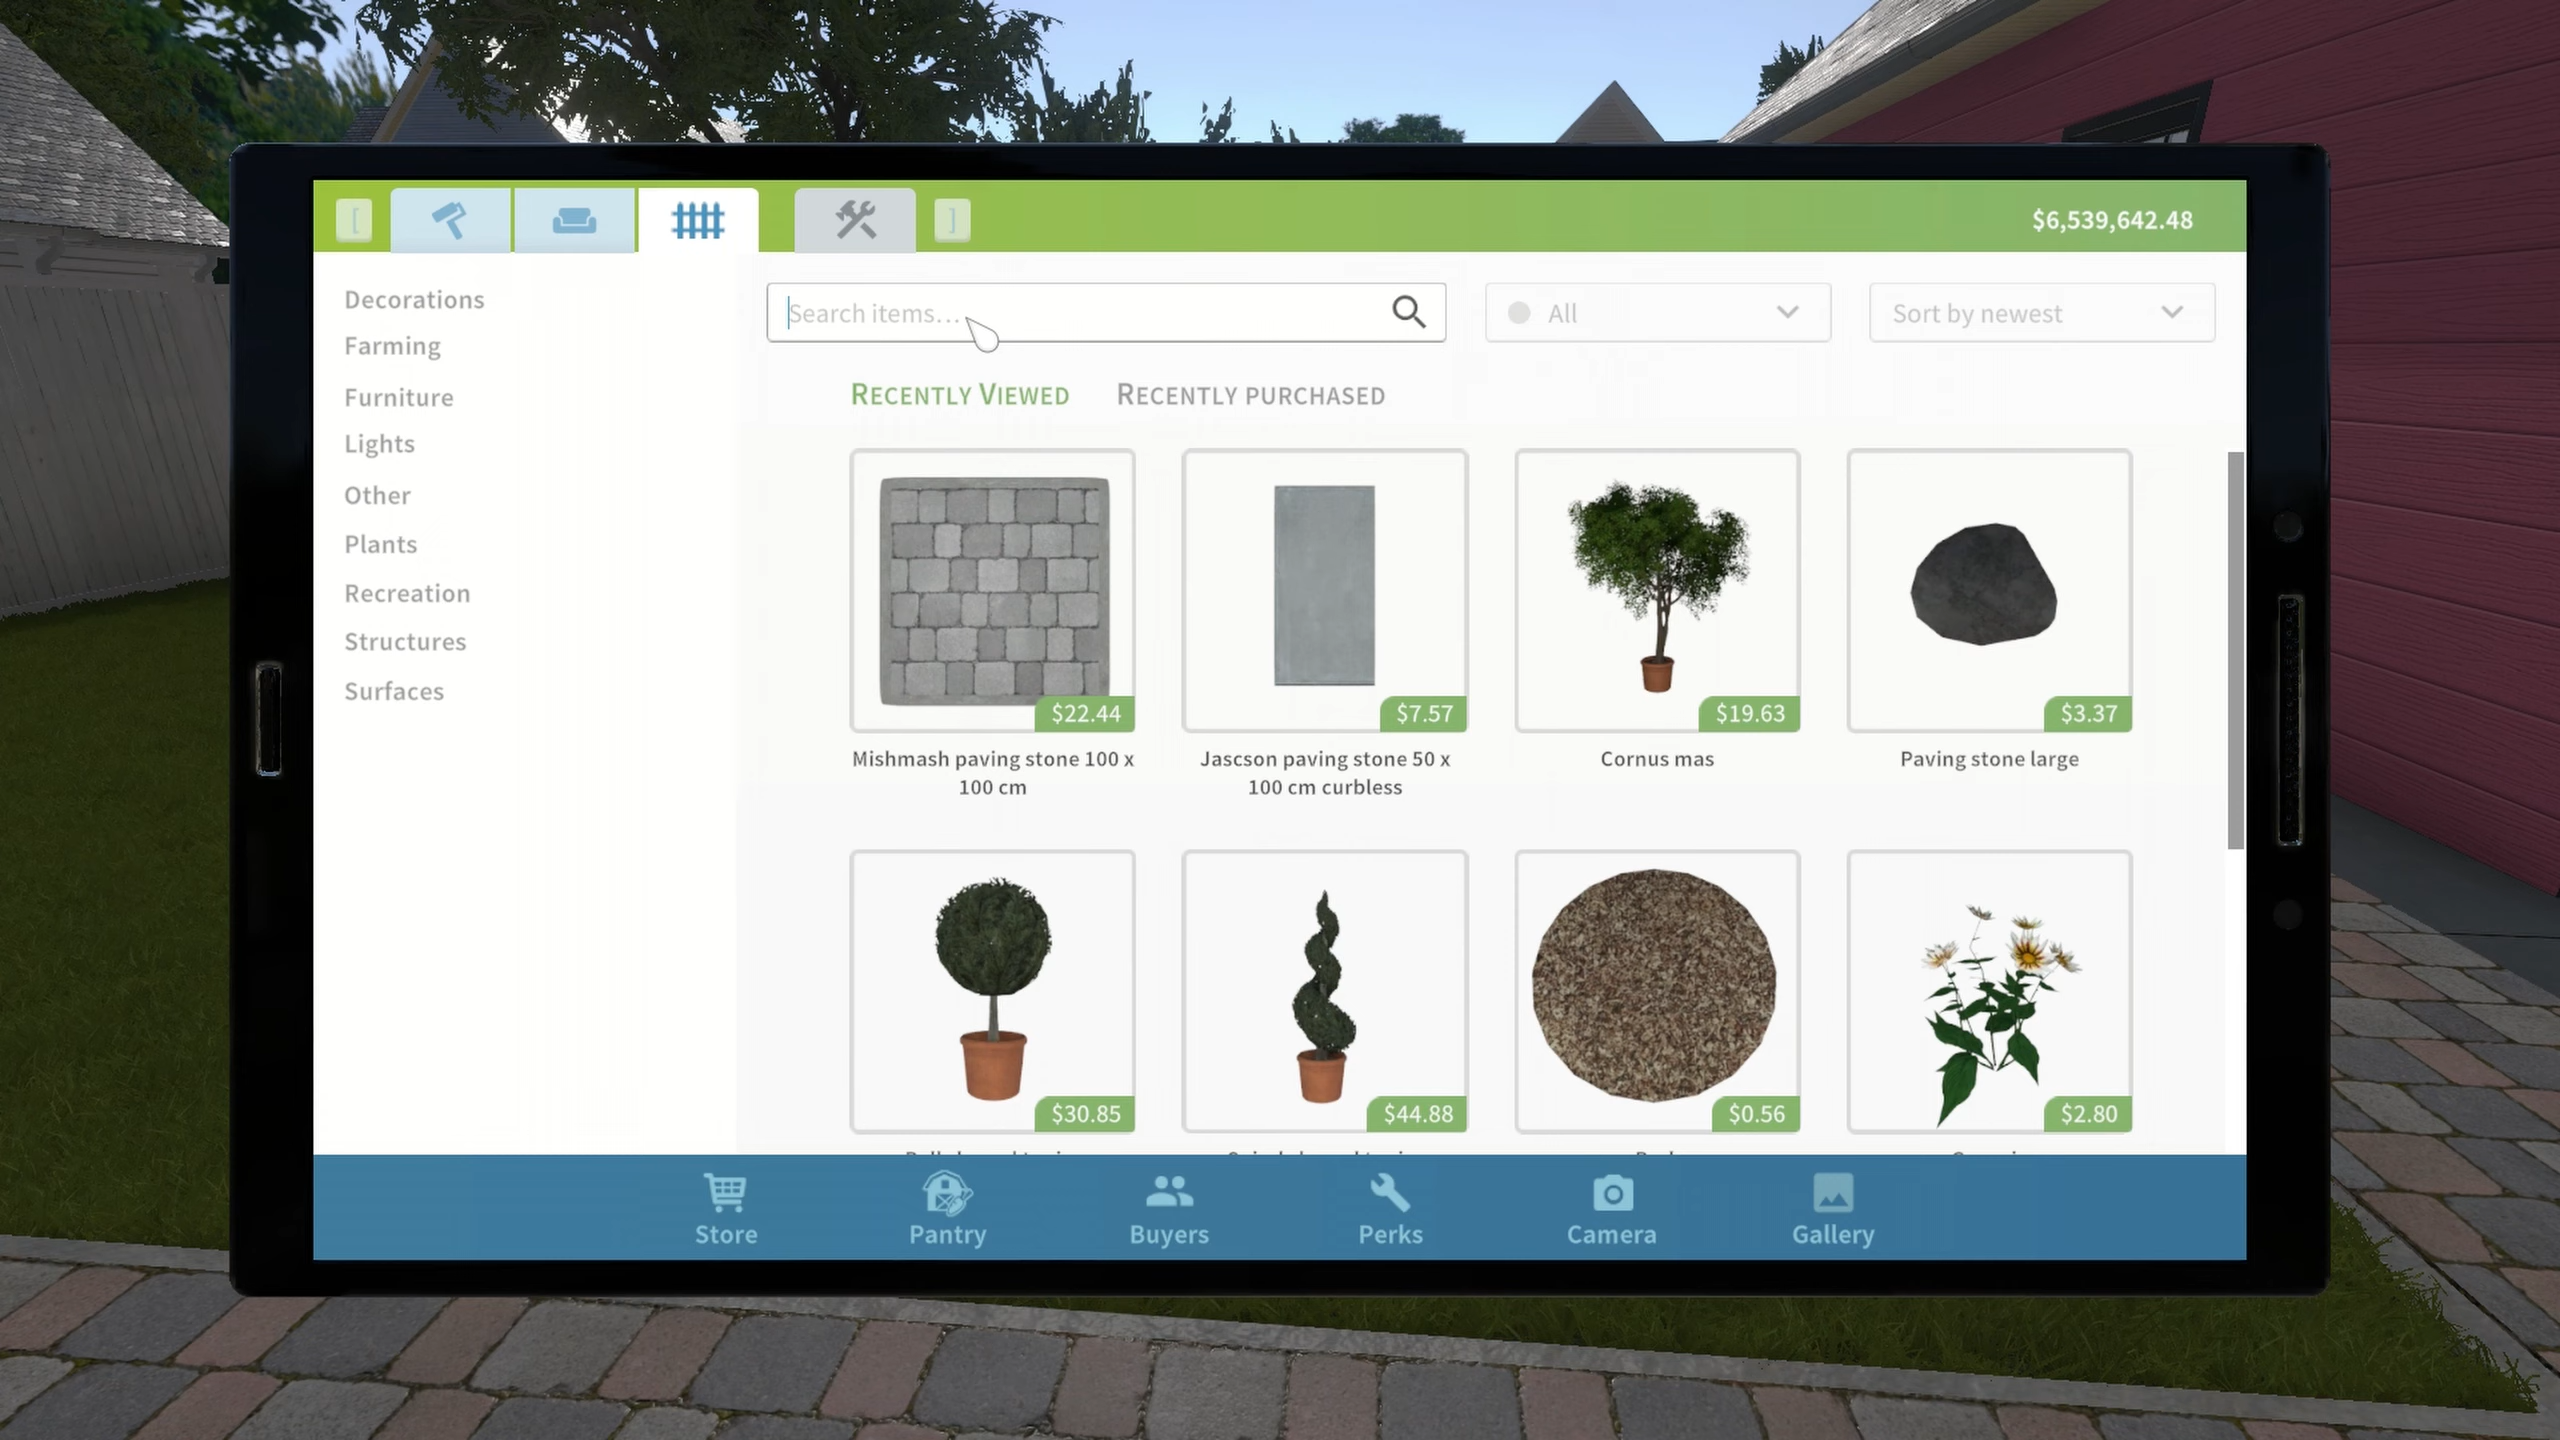 [
]
$6,539,642.48
Decorations
Farming
Furniture
Lights
Other
Plants
Recreation
Structures
Surfaces
Search items...
All
Sort by newest
RECENTLY VIEWED
RECENTLY PURCHASED
$22.44
$7.57
$19.63
$3.37
Mishmash paving stone 100 x
100 cm
Jascson paving stone 50 x
100 cm curbless
Cornus mas
Paving stone large
$30.85
$44.88
$0.56
$2.80
Store
Pantry
Buyers
Perks
Camera
Gallery